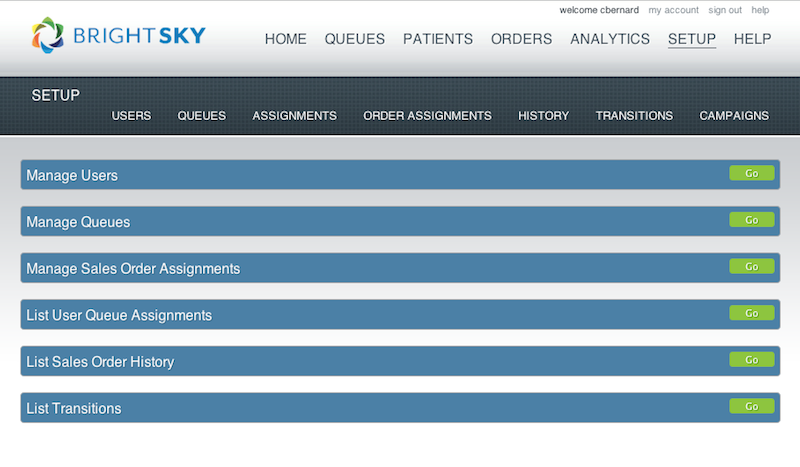 welcome cbernard my account sign out help
BRIGHTSKY
HOME QUEUES PATIENTS ORDERS ANALYTICS SETUP HELP
SETUP
USERS QUEUES ASSIGNMENTS ORDER ASSIGNMENTS HISTORY TRANSITIONS CAMPAIGNS
Manage Users Go
Manage Queues Go
Manage Sales Order Assignments Go
List User Queue Assignments Go
List Sales Order History Go
List Transitions Go